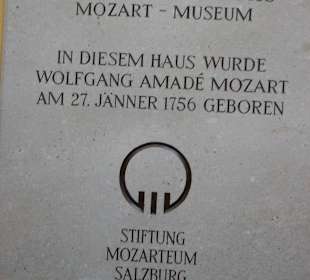 MOZART - MUSEUM
IN DIESEM HAUS WURDE
WOLFGANG AMADÉ MOZART
AM 27. JÄNNER 1756 GEBOREN
STIFTUNG
MOZARTEUM
SALZBURG